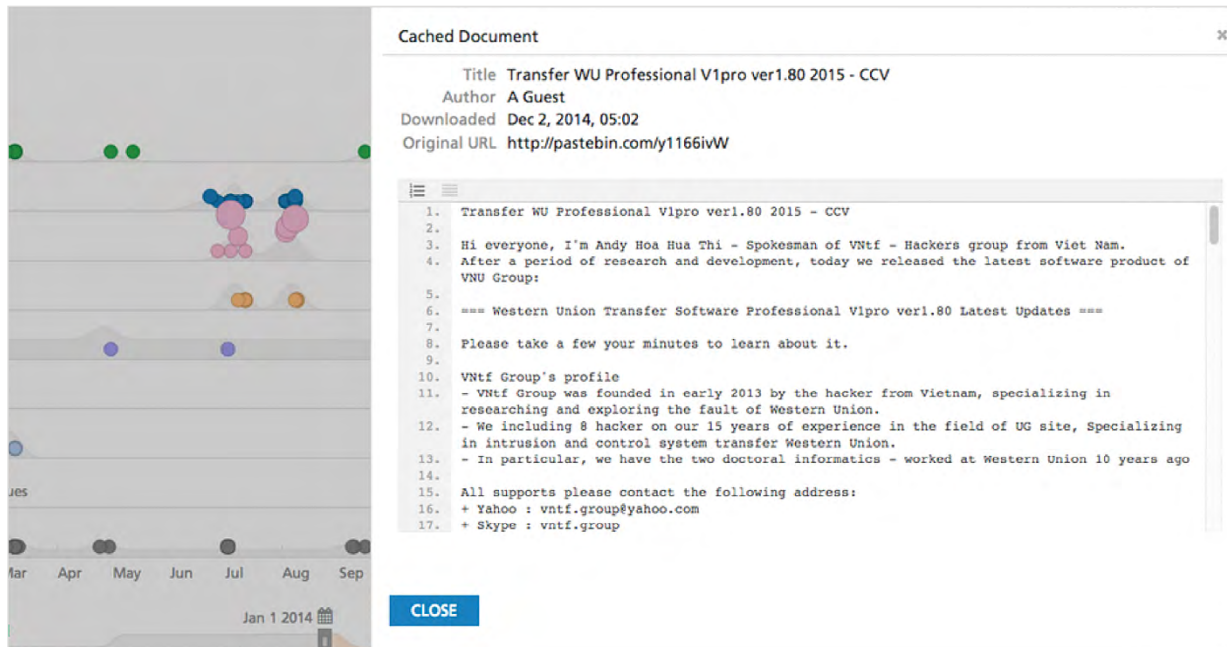 Cached Document ×
Title Transfer WU Professional V1pro ver1.80 2015 - CCV
Author A Guest
Downloaded Dec 2, 2014, 05:02
Original URL http://pastebin.com/y1166ivW
1. Transfer WU Professional V1pro ver1.80 2015 - CCV
2.
3. Hi everyone, I'm Andy Hoa Hua Thi - Spokesman of VNtf - Hackers group from Viet Nam.
4. After a period of research and development, today we released the latest software product of
VNU Group:
5.
6. === Western Union Transfer Software Professional V1pro ver1.80 Latest Updates ===
7.
8. Please take a few your minutes to learn about it.
9.
10. VNtf Group's profile
11. - VNtf Group was founded in early 2013 by the hacker from Vietnam, specializing in
researching and exploring the fault of Western Union.
12. - We including 8 hacker on our 15 years of experience in the field of UG site, Specializing
in intrusion and control system transfer Western Union.
13. - In particular, we have the two doctoral informatics - worked at Western Union 10 years ago
14.
15. All supports please contact the following address:
16. + Yahoo : vntf.group@yahoo.com
17. + Skype : vntf.group
CLOSE
ues
Mar Apr May Jun Jul Aug Sep
Jan 1 2014